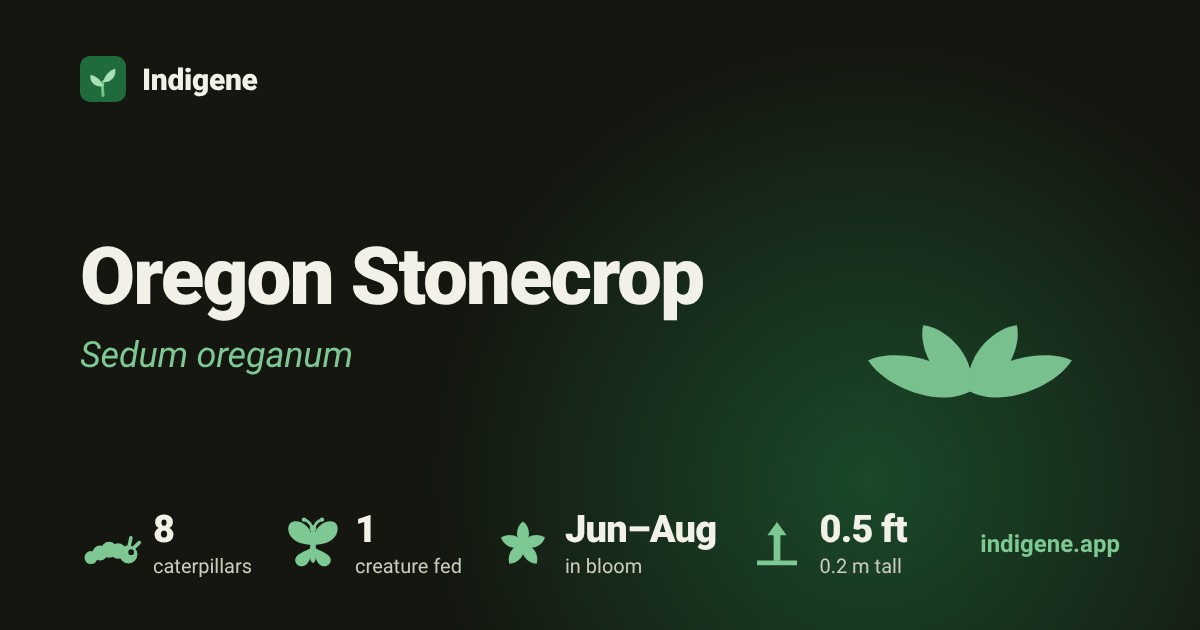 Indigene
Oregon Stonecrop
Sedum oreganum
8
caterpillars
1
creature fed
Jun–Aug
in bloom
0.5 ft
0.2 m tall
indigene.app